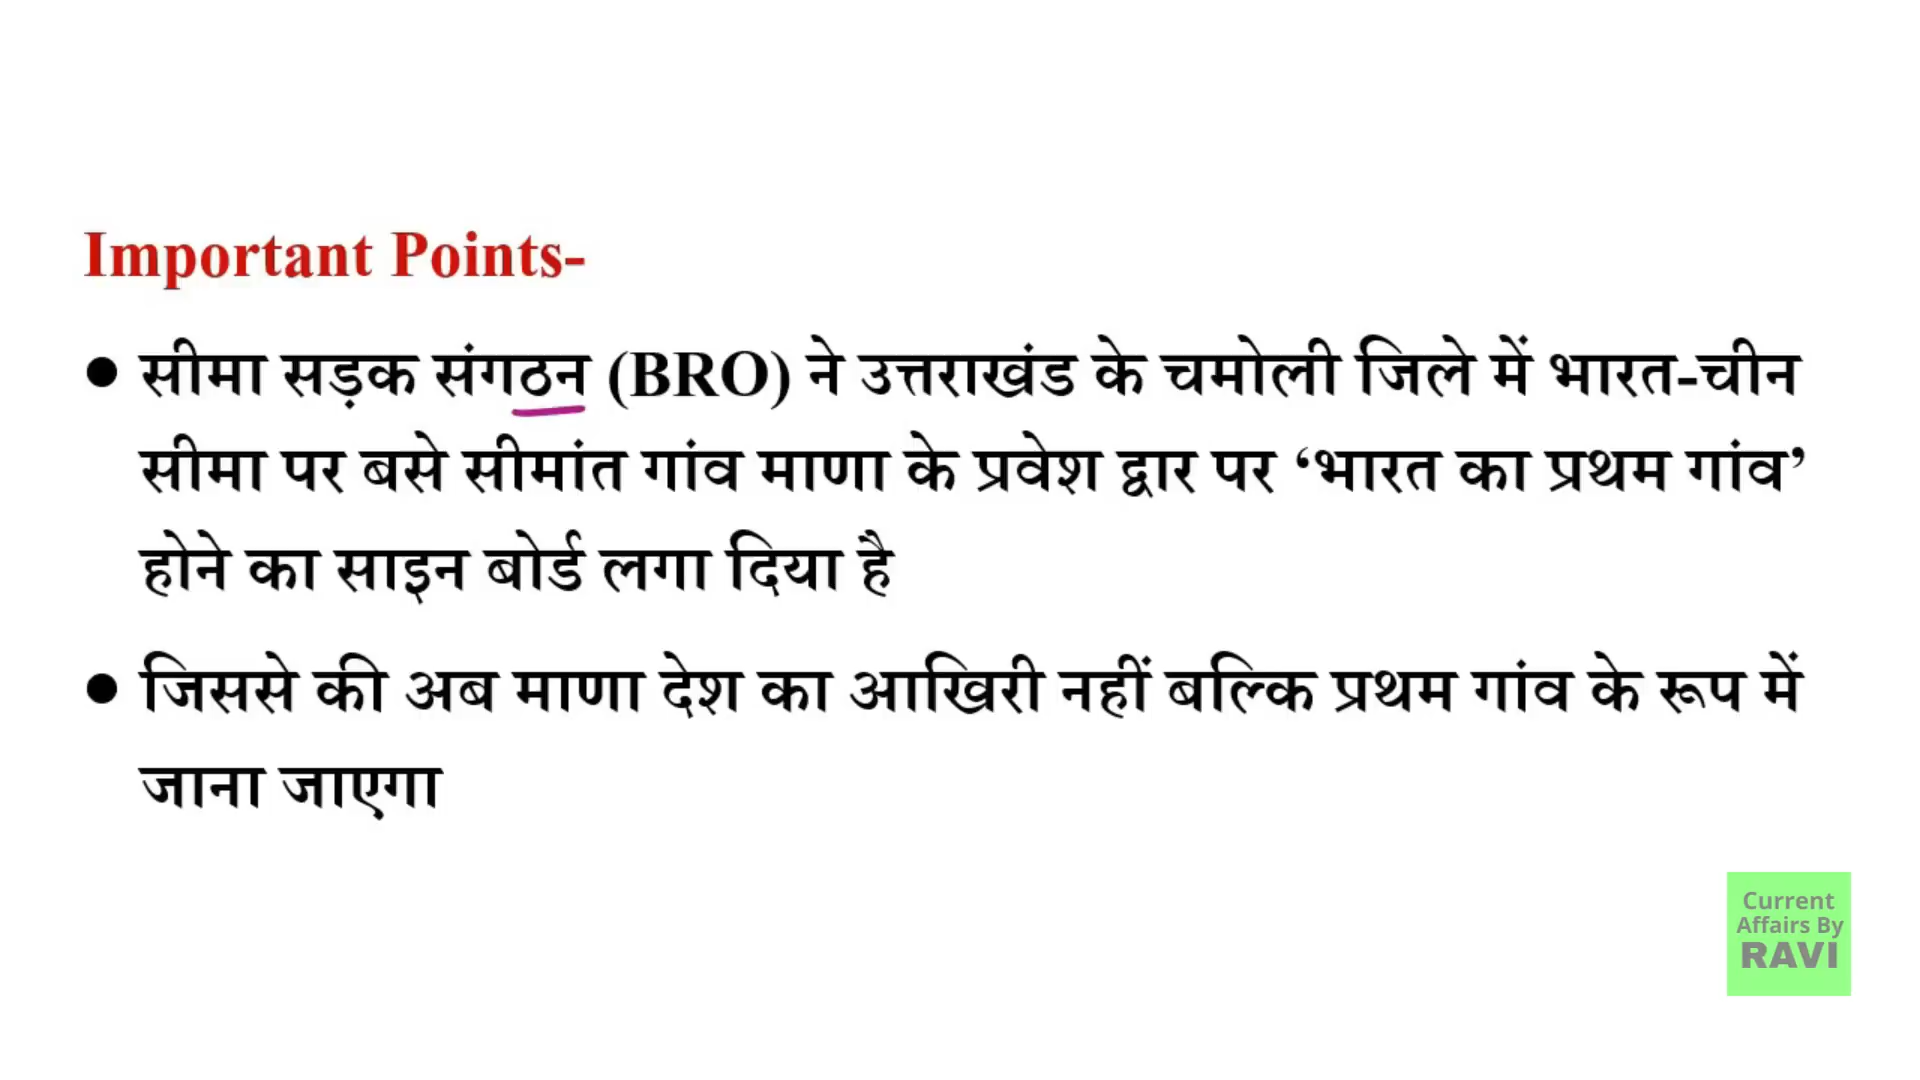 Important Points-
● सीमा सड़क संगठन (BRO) ने उत्तराखंड के चमोली जिले में भारत-चीन
सीमा पर बसे सीमांत गांव माणा के प्रवेश द्वार पर ‘भारत का प्रथम गांव’
होने का साइन बोर्ड लगा दिया है
● जिससे की अब माणा देश का आखिरी नहीं बल्कि प्रथम गांव के रूप में
जाना जाएगा
Current
Affairs By
RAVI